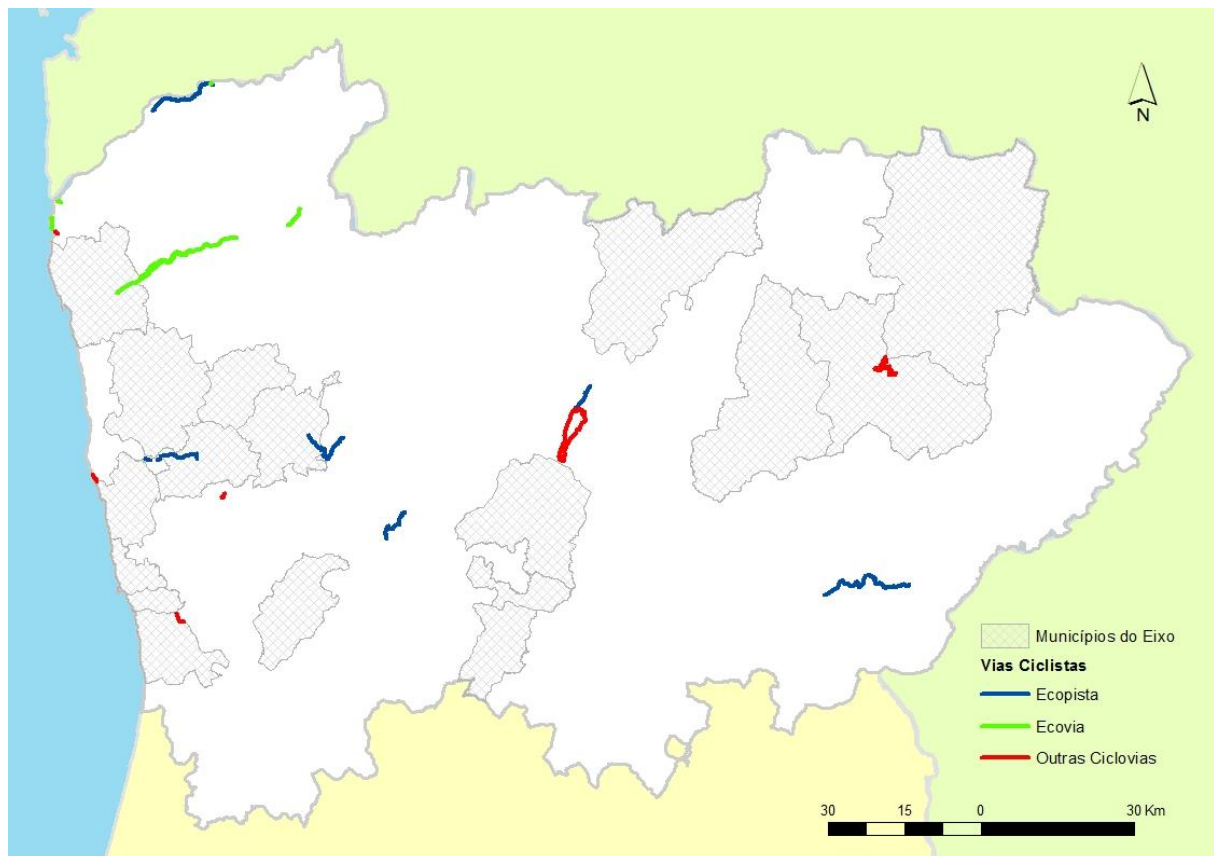 N
Municípios do Eixo
Vias Ciclistas
Ecopista
Ecovia
Outras Ciclovias
30 15 0 30 Km